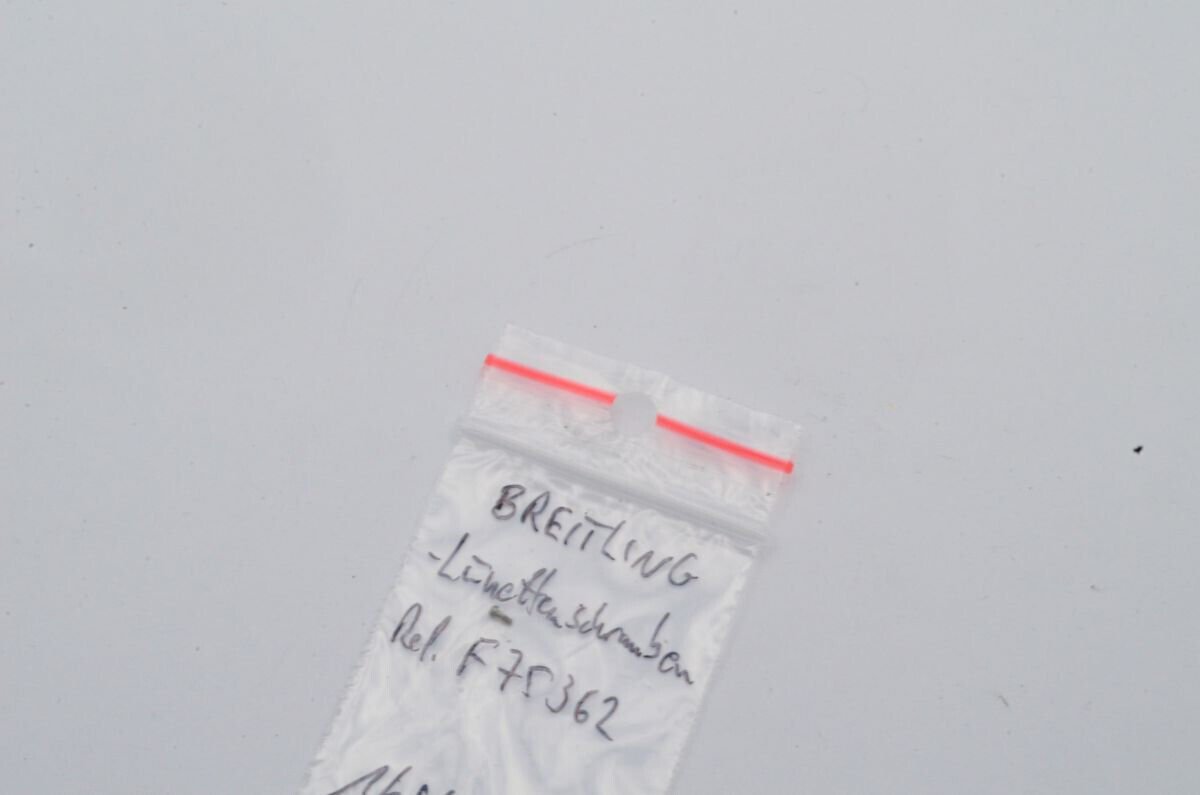 BREITLING
-Lünettenschrauben
Ref. F75362